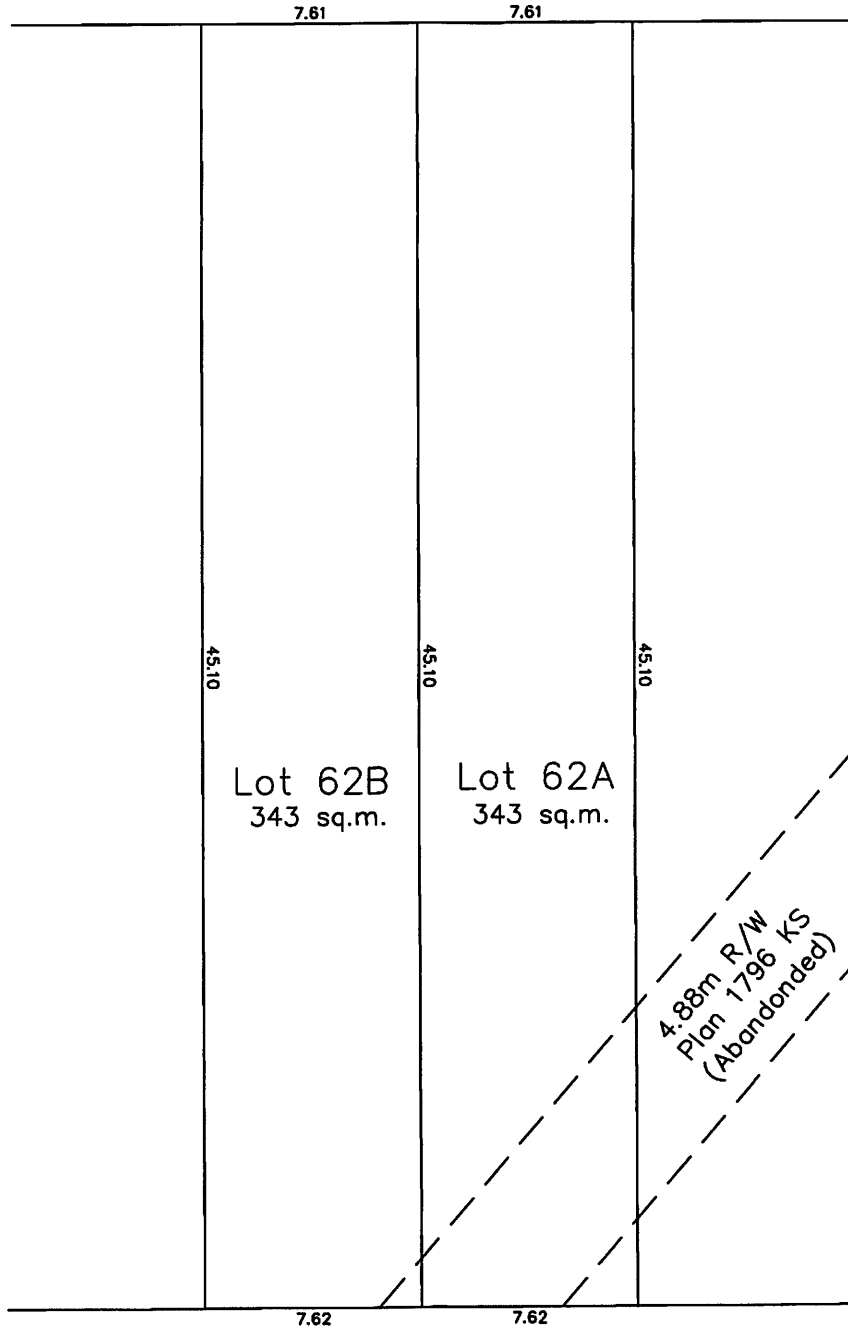 7.61
7.61
45.10
45.10
45.10
Lot 62B
343 sq.m.
Lot 62A
343 sq.m.
4.88m R/W
Plan 1796 KS
(Abandonded)
7.62
7.62